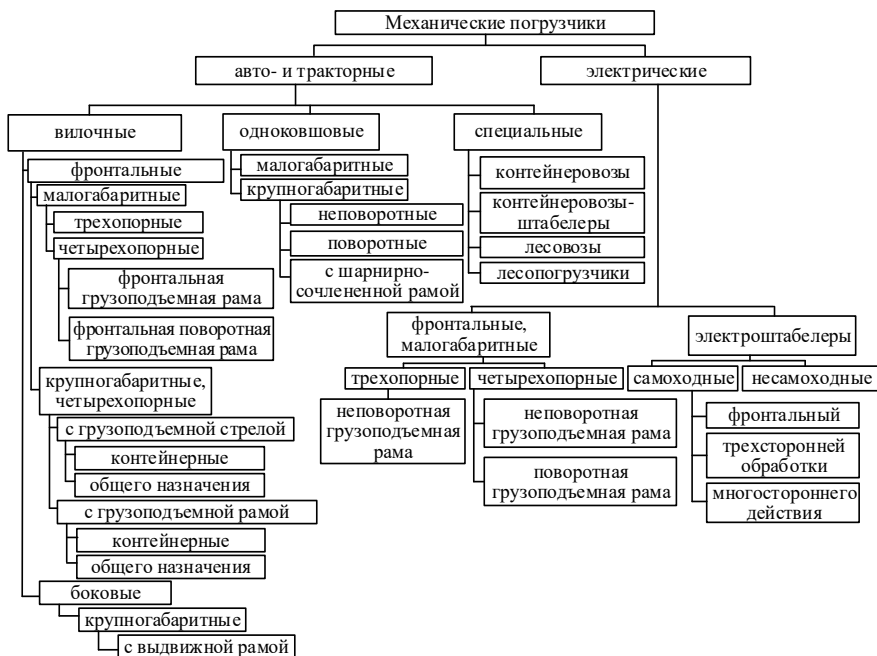 Механические погрузчики
авто- и тракторные
электрические
вилочные
одноковшовые
специальные
фронтальные
малогабаритные
трехопорные
четырехопорные
фронтальная
грузоподъемная рама
фронтальная поворотная
грузоподъемная рама
крупногабаритные,
четырехопорные
с грузоподъемной стрелой
контейнерные
общего назначения
с грузоподъемной рамой
контейнерные
общего назначения
боковые
крупногабаритные
с выдвижной рамой
малогабаритные
крупногабаритные
неповоротные
поворотные
с шарнирно-
сочлененной рамой
контейнеровозы
контейнеровозы-
штабелеры
лесовозы
лесопогрузчики
фронтальные,
малогабаритные
трехопорные
неповоротная
грузоподъемная
рама
четырехопорные
неповоротная
грузоподъемная рама
поворотная
грузоподъемная рама
электроштабелеры
самоходные
несамоходные
фронтальный
трехсторонней
обработки
многостороннего
действия